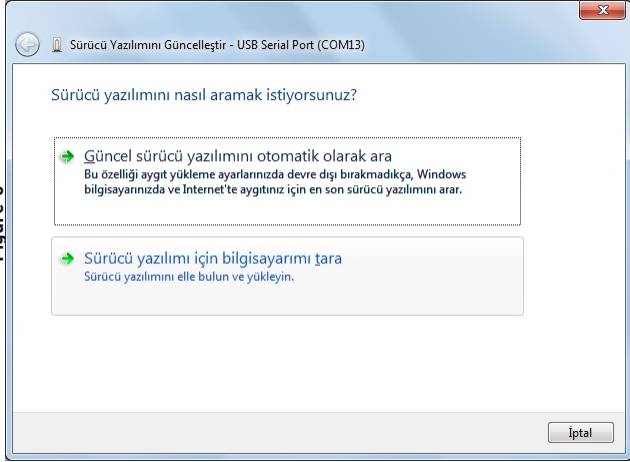 Sürücü Yazılımını Güncelleştir - USB Serial Port (COM13)
Sürücü yazılımını nasıl aramak istiyorsunuz?
Güncel sürücü yazılımını otomatik olarak ara
Bu özelliği aygıt yükleme ayarlarınızda devre dışı bırakmadıkça, Windows
bilgisayarınızda ve Internet'te aygıtınız için en son sürücü yazılımını arar.
Sürücü yazılımı için bilgisayarımı tara
Sürücü yazılımını elle bulun ve yükleyin.
İptal